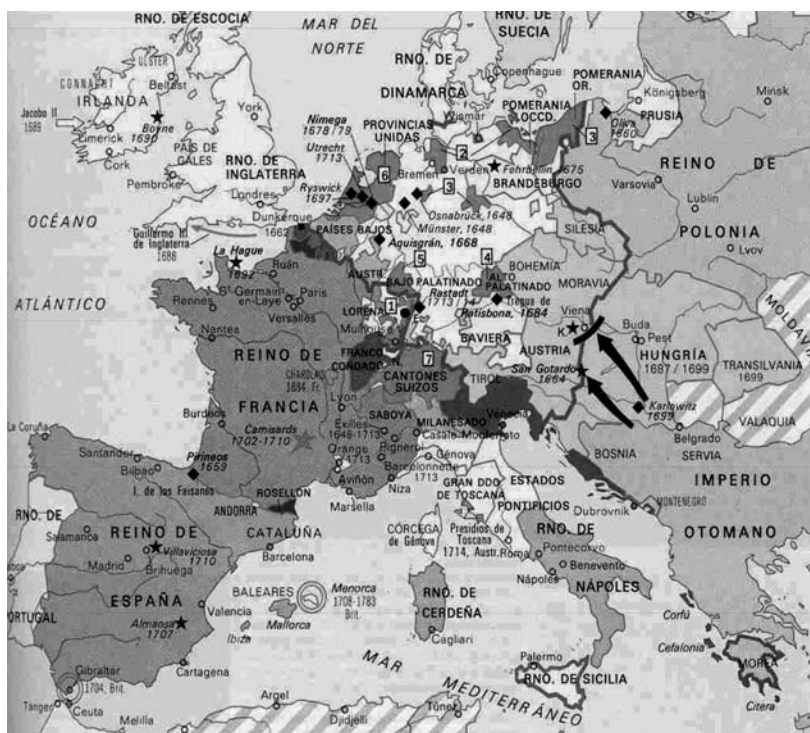 RNO. DE ESCOCIA
MAR DEL
NORTE
RNO. DE
SUECIA
ULSTER
Belfast
CONNAERT
IRLANDA
Jacobo II
1689
Boyne
1690
Limerick
Cork
York
PAÍS DE
GALES
Pembroke
RNO. DE
INGLATERRA
Londres
RNO. DE
DINAMARCA
Copenhague
Wismar
POMERANIA
OCCD.
POMERANIA
OR.
3
Königsberg
Oliva
1660
PRUSIA
Minsk
Nimega
1678/79
Utrecht
1713
PROVINCIAS
UNIDAS
6
Bremen
2
Verden
Fehrbellin 1675
BRANDEBURGO
3
Ryswick
1697
Osnabrück, 1648
Münster, 1648
Aquisgrán, 1668
REINO DE
POLONIA
Varsovia
Lublin
Lvov
SILESIA
OCÉANO
ATLÁNTICO
Guillermo III
de Inglaterra
1688
Dunkerque
1662
PAÍSES BAJOS
AUSTR.
La Hague
1692
Ruán
St-Germain
en-Laye
París
Versalles
Rennes
Nantes
5
4
BAJO PALATINADO
ALTO
PALATINADO
Rastadt
1713/14
Tregua de
Ratisbona, 1684
BOHEMIA
MORAVIA
1
LORENA
Mulhouse
BAVIERA
Viena
K
AUSTRIA
San Gotardo
1664
Buda
Pest
HUNGRÍA
1687 / 1699
MOLDAVIA
TRANSILVANIA
1699
VALAQUIA
Karlowitz
1699
Belgrado
SERVIA
BOSNIA
REINO DE
FRANCIA
FRANCO
CONDADO
N.
7
CANTONES
SUIZOS
TIROL
CHAROLAIS
1684, Fr.
Lyon
Camisards
1702-1710
Burdeos
SABOYA
Exilles
1648-1713
Pignerol
Orange
1713
Barcelonnette
1713
Aviñón
Marsella
Niza
MILANESADO
Casale Monferrato
Génova
Venecia
GRAN DDO
DE TOSCANA
ESTADOS
PONTIFICIOS
CÓRCEGA
de Génova
Presidios de
Toscana
1714, Austr.
Roma
RNO. DE
NÁPOLES
Pontecorvo
Benevento
Nápoles
Dubrovnik
MONTENEGRO
IMPERIO
OTOMANO
La Coruña
Santander
Bilbao
Pirineos
1659
I. de los Faisanes
ANDORRA
ROSELLÓN
CATALUÑA
Barcelona
RNO. DE
PORTUGAL
Salamanca
REINO DE
ESPAÑA
Villaviciosa
1710
Madrid
Brihuega
Valencia
Almansa
1707
Cartagena
BALEARES
Ibiza
Mallorca
Menorca
1708-1783
Brit.
RNO. DE
CERDEÑA
Cagliari
MAR
MEDITERRÁNEO
Palermo
RNO. DE SICILIA
Corfú
Cefalonia
MOREA
Citera
Gibraltar
1704, Brit.
Tánger
Ceuta
Melilla
Argel
Djidjelli
Túnez